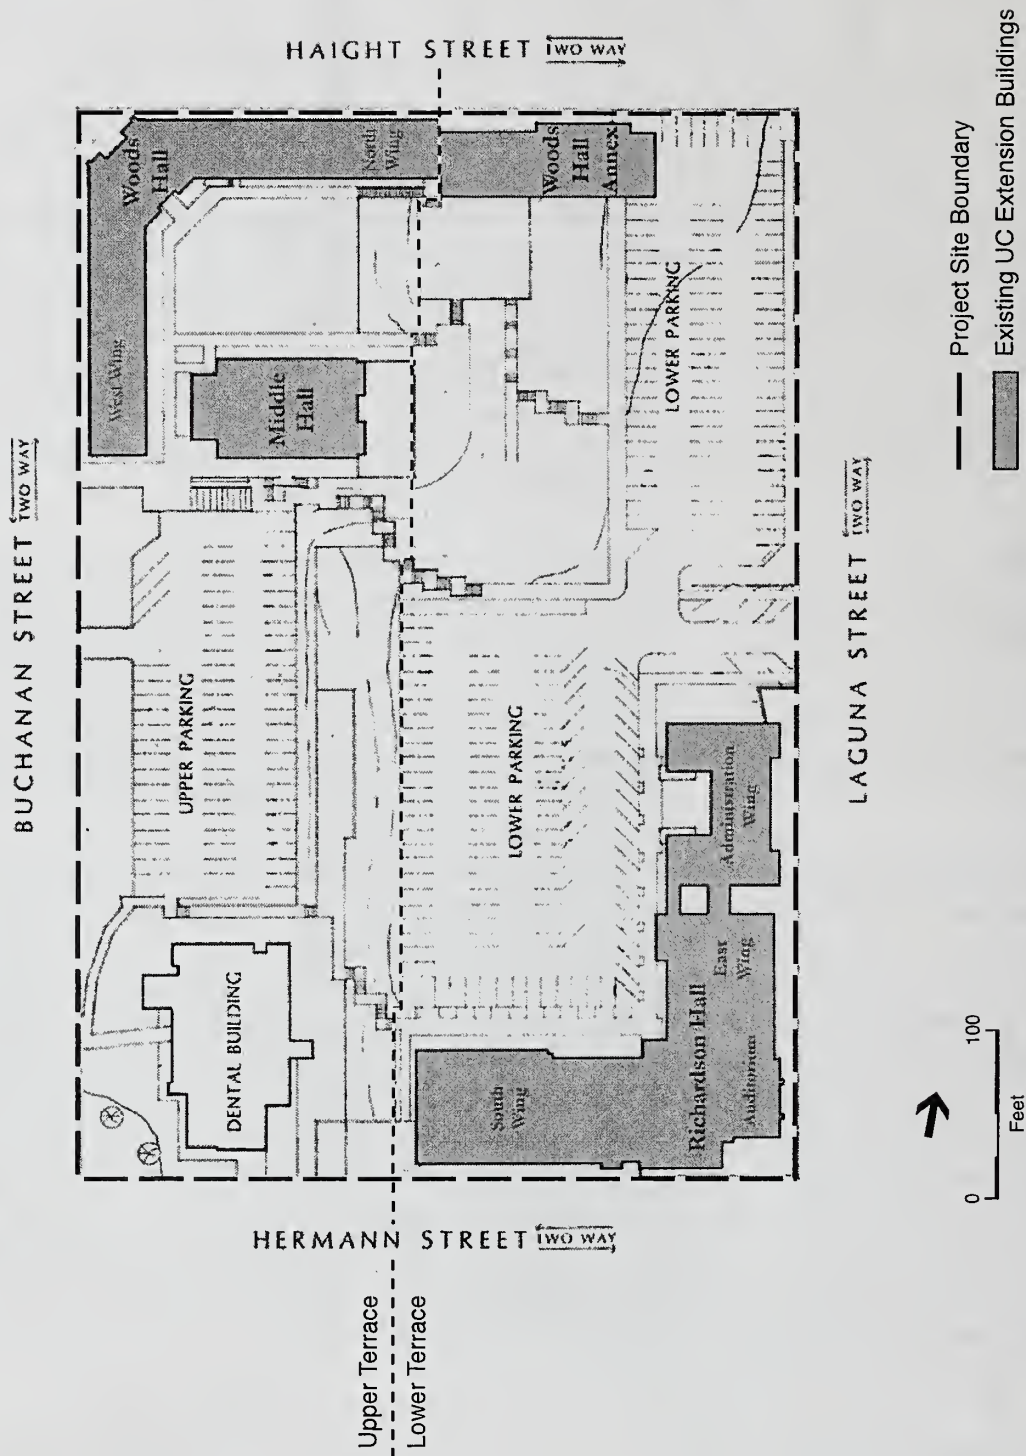 HAIGHT STREET TWO WAY
BUCHANAN STREET TWO WAY
Woods
Hall
West Wing
North
Wing
Woods
Hall
Annex
Middle
Hall
LOWER PARKING
UPPER PARKING
LOWER PARKING
LAGUNA STREET TWO WAY
DENTAL BUILDING
Administration
Wing
East
Wing
South
Wing
Richardson Hall
Auditorium
HERMANN STREET TWO WAY
Upper Terrace
Lower Terrace
0 100
Feet
Project Site Boundary
Existing UC Extension Buildings